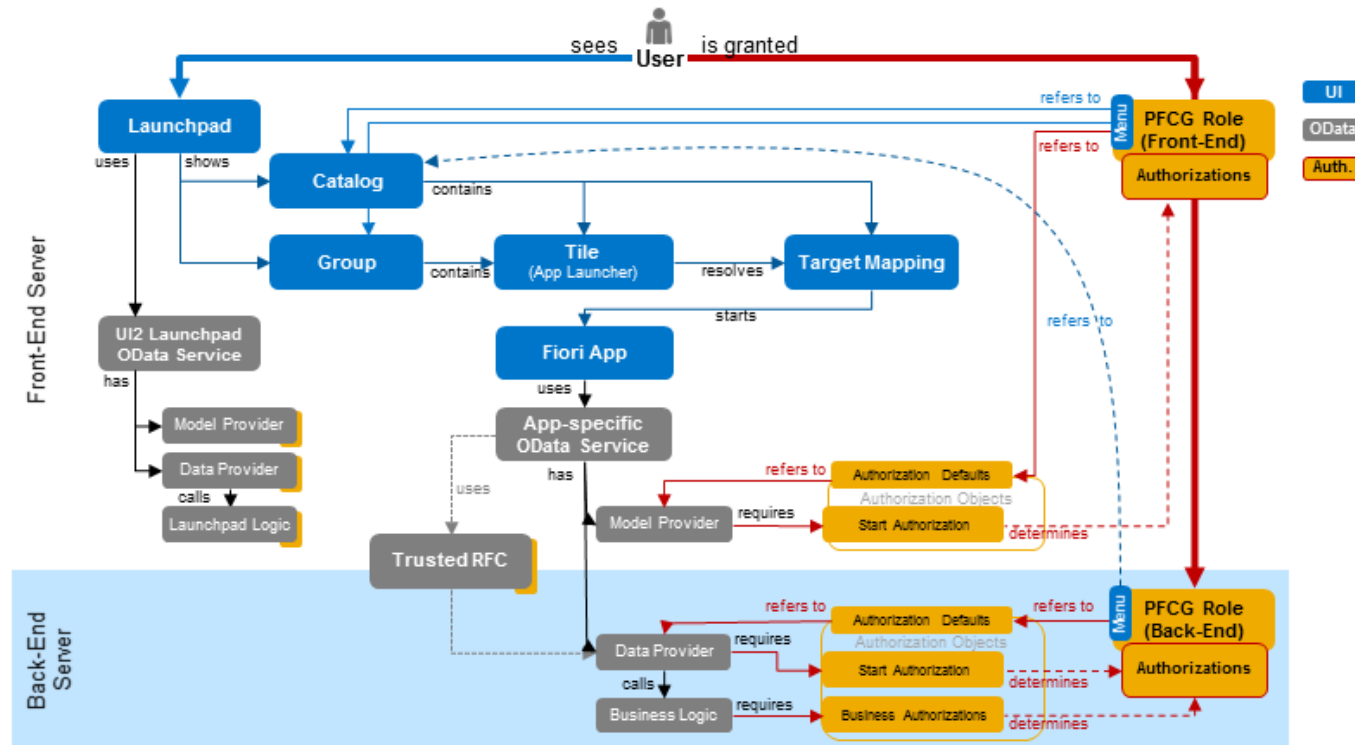 sees
User
is granted
UI
OData
Auth.
Launchpad
uses
shows
refers to
Menu
PFCG Role
(Front-End)
refers to
Authorizations
Catalog
contains
Group
contains
Tile
(App Launcher)
resolves
Target Mapping
Front-End Server
starts
refers to
UI2 Launchpad
OData Service
has
Fiori App
uses
Model Provider
App-specific
OData Service
Data Provider
calls
has
uses
refers to
Authorization Defaults
Authorization Objects
Launchpad Logic
Model Provider
requires
Start Authorization
determines
Trusted RFC
Back-End
Server
refers to
Authorization Defaults
refers to
Menu
PFCG Role
(Back-End)
Authorization Objects
Data Provider
requires
Start Authorization
determines
Authorizations
calls
Business Logic
requires
Business Authorizations
determines